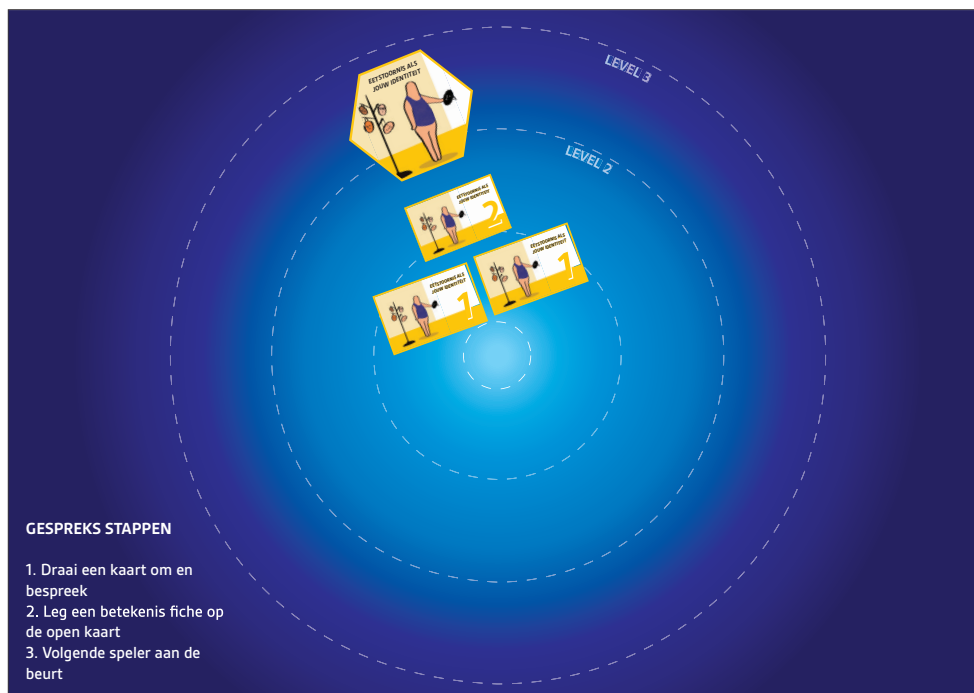 LEVEL 3
EETSTOORNIS ALS
JOUW IDENTITEIT
LEVEL 2
EETSTOORNIS ALS
JOUW IDENTITEIT
2
EETSTOORNIS ALS
JOUW IDENTITEIT
1
EETSTOORNIS ALS
JOUW IDENTITEIT
1
GESPREKS STAPPEN
1. Draai een kaart om en
bespreek
2. Leg een betekenis fiche op
de open kaart
3. Volgende speler aan de
beurt